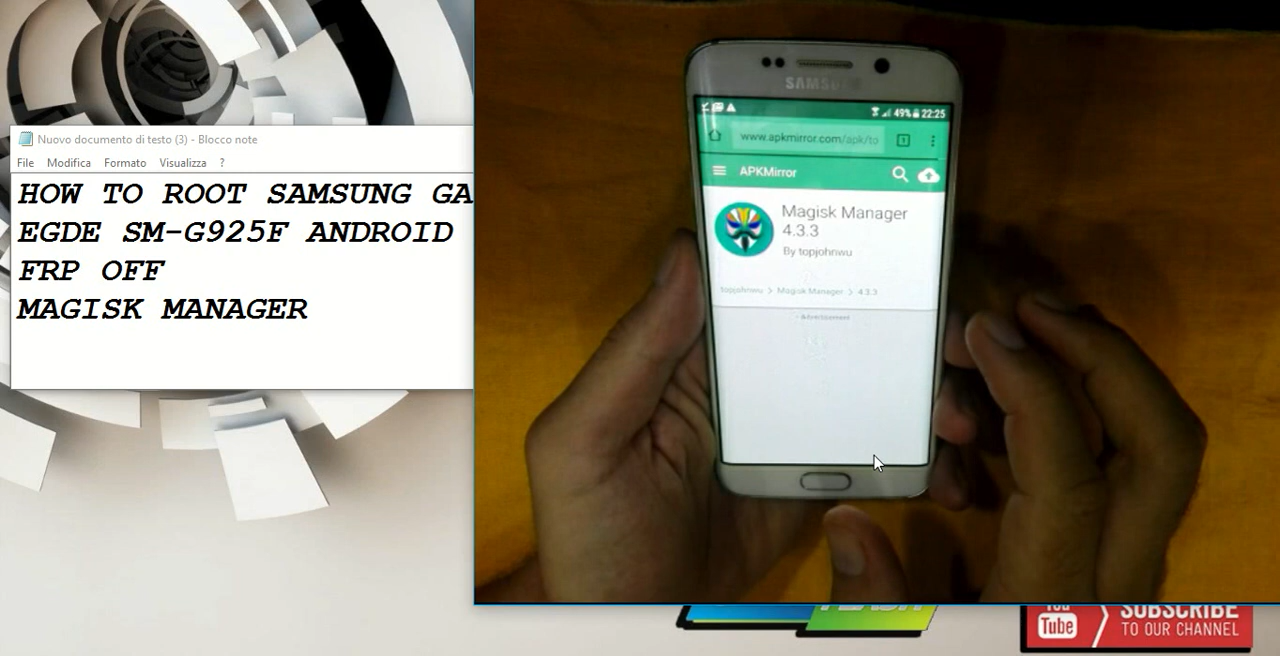 Nuovo documento di testo (3) - Blocco note
File Modifica Formato Visualizza ?
HOW TO ROOT SAMSUNG GA
EGDE SM-G925F ANDROID
FRP OFF
MAGISK MANAGER
SAMSUNG
49% 22:25
www.apkmirror.com/apk/to
1
APKMirror
Magisk Manager
4.3.3
By topjohnwu
topjohnwu > Magisk Manager > 4.3.3
- Advertisement -
FLASH
You
Tube
SUBSCRIBE
TO OUR CHANNEL